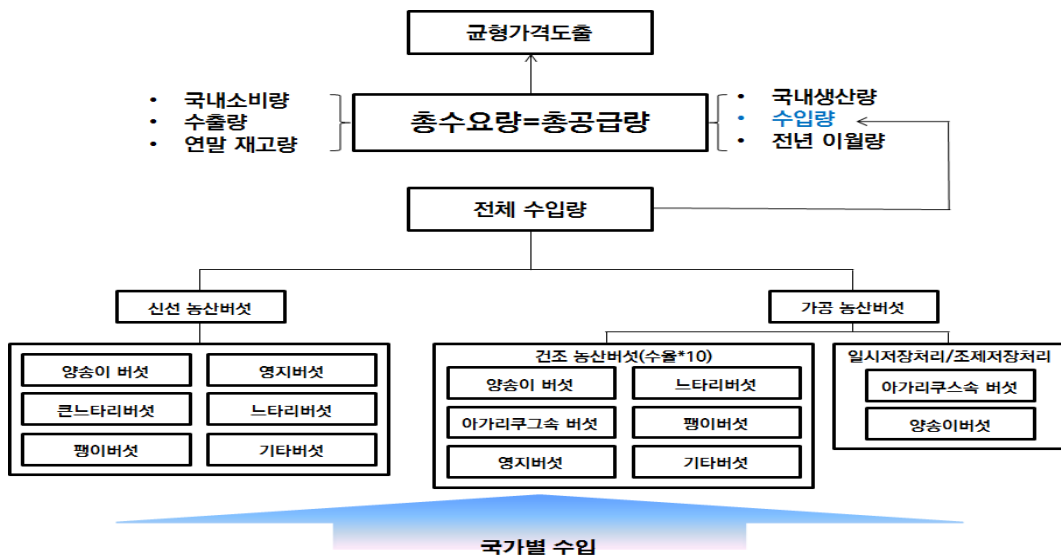 균형가격도출
• 국내소비량
• 수출량
• 연말 재고량
총수요량=총공급량
• 국내생산량
• 수입량
• 전년 이월량
전체 수입량
신선 농산버섯
가공 농산버섯
양송이 버섯
영지버섯
큰느타리버섯
느타리버섯
팽이버섯
기타버섯
건조 농산버섯(수율*10)
양송이 버섯
느타리버섯
아가리쿠그속 버섯
팽이버섯
영지버섯
기타버섯
일시저장처리/조제저장처리
아가리쿠스속 버섯
양송이버섯
국가별 수입